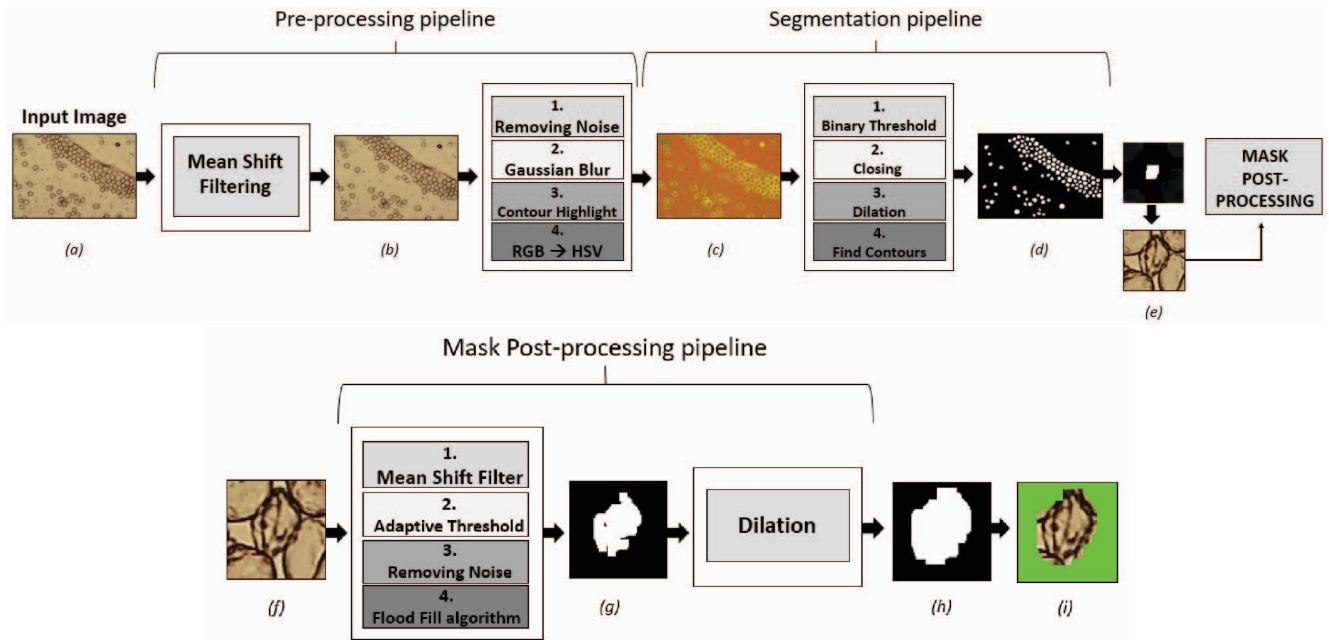 Pre-processing pipeline
Segmentation pipeline
Input Image
Mean Shift
Filtering
1.
Removing Noise
2.
Gaussian Blur
3.
Contour Highlight
4.
RGB → HSV
1.
Binary Threshold
2.
Closing
3.
Dilation
4.
Find Contours
MASK
POST-
PROCESSING
(a)
(b)
(c)
(d)
(e)
Mask Post-processing pipeline
1.
Mean Shift Filter
2.
Adaptive Threshold
3.
Removing Noise
4.
Flood Fill algorithm
Dilation
(f)
(g)
(h)
(i)